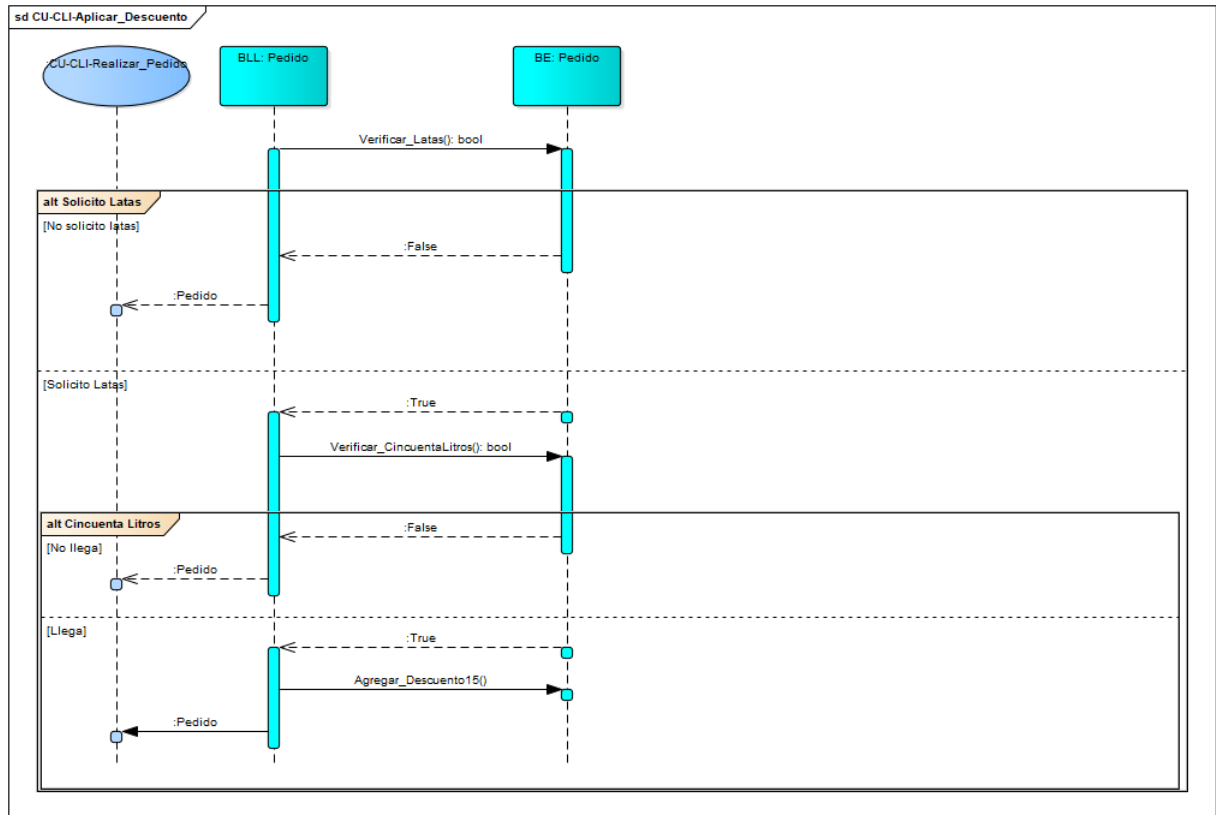 sd CU-CLI-Aplicar_Descuento
:CU-CLI-Realizar_Pedido
BLL: Pedido
BE: Pedido
Verificar_Latas(): bool
alt Solicito Latas
[No solicito latas]
:False
:Pedido
[Solicito Latas]
:True
Verificar_CincuentaLitros(): bool
alt Cincuenta Litros
:False
[No llega]
:Pedido
[Llega]
:True
Agregar_Descuento15()
:Pedido